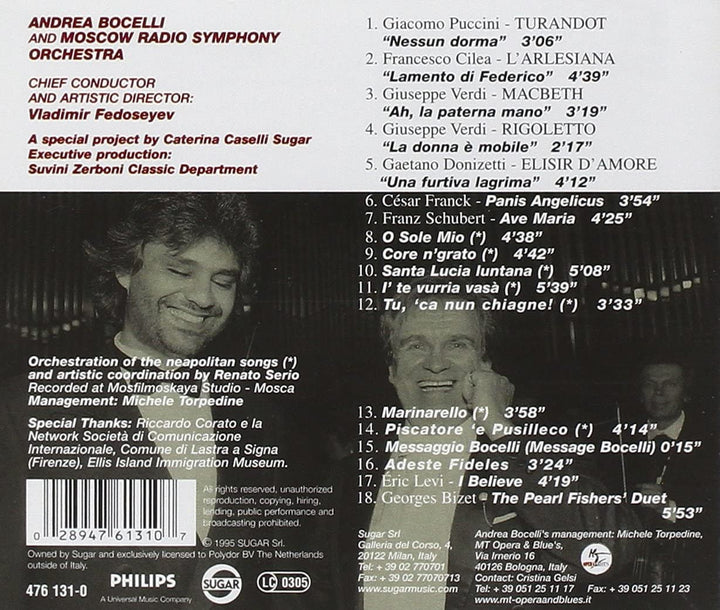 ANDREA BOCELLI
AND MOSCOW RADIO SYMPHONY
ORCHESTRA
CHIEF CONDUCTOR
AND ARTISTIC DIRECTOR:
Vladimir Fedoseyev
A special project by Caterina Caselli Sugar
Executive production:
Suvini Zerboni Classic Department
1. Giacomo Puccini - TURANDOT
“Nessun dorma” 3’06”
2. Francesco Cilea - L’ARLESIANA
“Lamento di Federico” 4’39”
3. Giuseppe Verdi - MACBETH
“Ah, la paterna mano” 3’19”
4. Giuseppe Verdi - RIGOLETTO
“La donna è mobile” 2’17”
5. Gaetano Donizetti - ELISIR D’AMORE
“Una furtiva lagrima” 4’12”
6. César Franck - Panis Angelicus 3’54”
7. Franz Schubert - Ave Maria 4’25”
8. O Sole Mio (*) 4’38”
9. Core n’grato (*) 4’42”
10. Santa Lucia luntana (*) 5’08”
11. I’ te vurria vasà (*) 5’39”
12. Tu, ‘ca nun chiagne! (*) 3’33”
13. Marinarello (*) 3’58”
14. Piscatore ‘e Pusilleco (*) 4’14”
15. Messaggio Bocelli (Message Bocelli) 0’15”
16. Adeste Fideles 3’24”
17. Éric Levi - I Believe 4’19”
18. Georges Bizet - The Pearl Fishers’ Duet
5’53”
Orchestration of the neapolitan songs (*)
and artistic coordination by Renato Serio
Recorded at Mosfilmoskaya Studio - Mosca
Management: Michele Torpedine
Special Thanks: Riccardo Corato e la
Network Società di Comunicazione
Internazionale, Comune di Lastra a Signa
(Firenze), Ellis Island Immigration Museum.
All rights reserved, unauthorized
reproduction, copying, hiring,
lending, public performance and
broadcasting prohibited.
℗ © 1995 SUGAR Srl.
0 28947 61310 7
Owned by Sugar and exclusively licensed to Polydor BV The Netherlands
outside of Italy.
476 131-0
PHILIPS
A Universal Music Company
SUGAR
LC 0305
Sugar Srl
Galleria del Corso, 4
20122 Milan, Italy
Tel.: + 39 02 770701
Fax: + 39 02 77070713
www.sugarmusic.com
Andrea Bocelli's management: Michele Torpedine,
MT Opera & Blue's,
Via Irnerio 16
40126 Bologna, Italy
Contact: Cristina Gelsi
Tel: + 39 051 25 11 17 Fax: + 39 051 25 11 23
www.mt-operaandblues.it